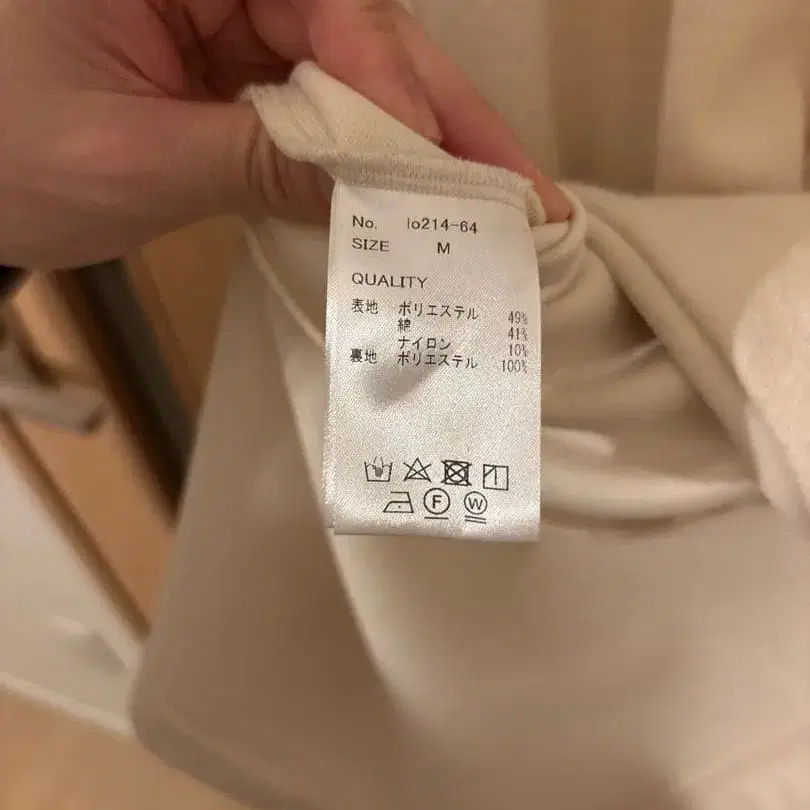 No. lo214-64
SIZE M
QUALITY
表地 ポリエステル 49%
綿 41%
ナイロン 10%
裏地 ポリエステル 100%
F W